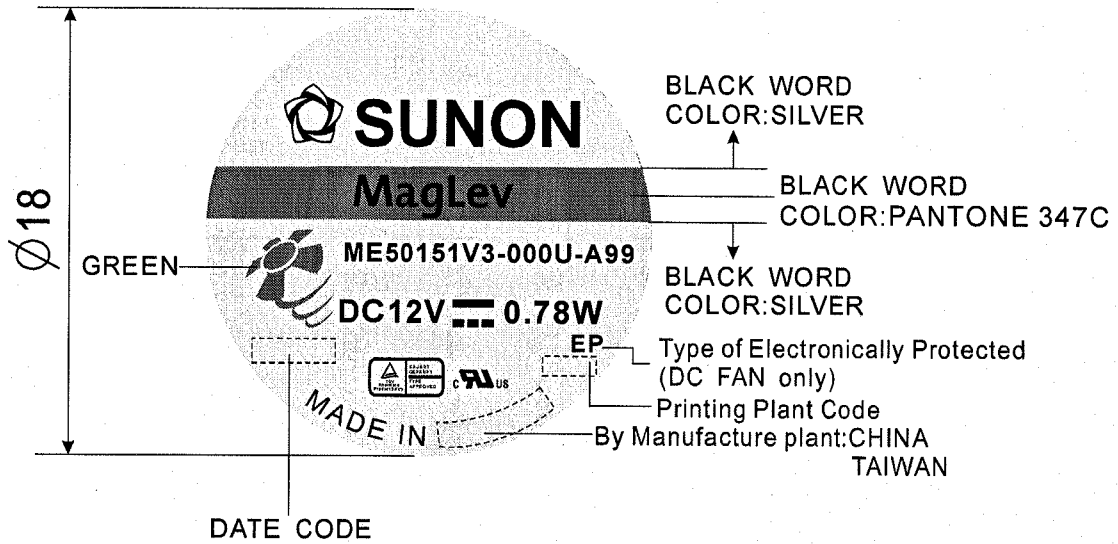 BLACK WORD
COLOR:SILVER
SUNON
MagLev
BLACK WORD
COLOR:PANTONE 347C
Ø18
GREEN
ME50151V3-000U-A99
BLACK WORD
COLOR:SILVER
DC12V 0.78W
EP
Type of Electronically Protected
(DC FAN only)
c RU US
MADE IN
Printing Plant Code
By Manufacture plant:CHINA
TAIWAN
DATE CODE